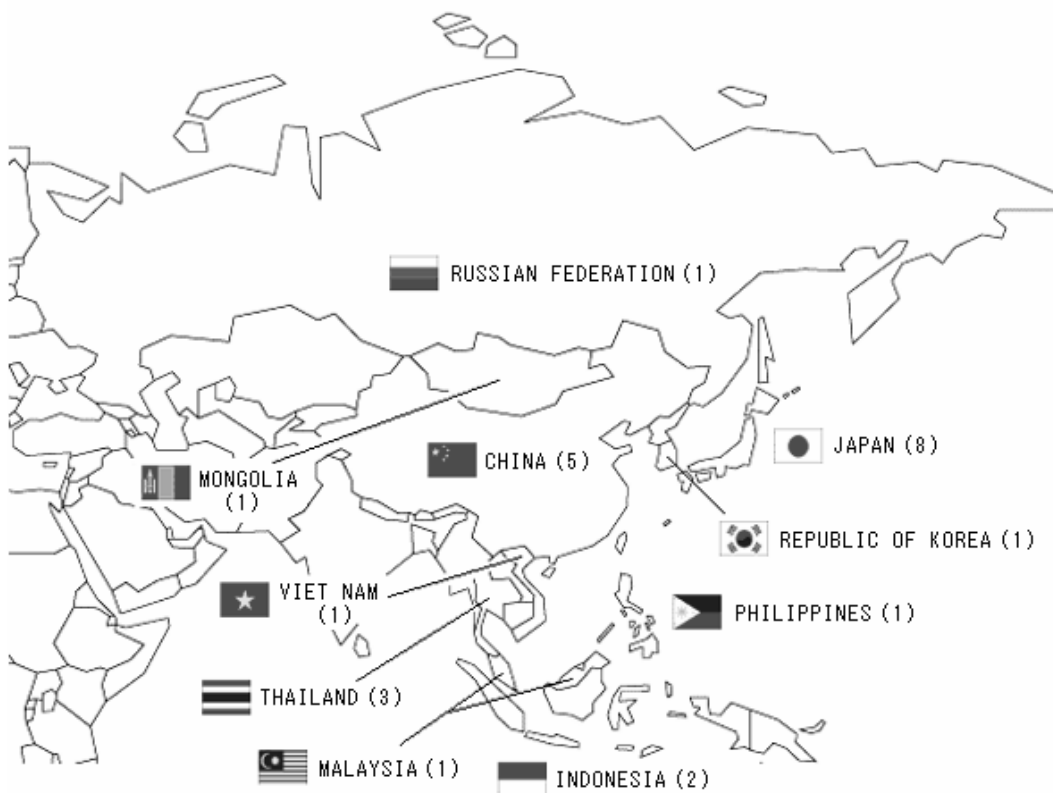 RUSSIAN FEDERATION (1)
JAPAN (8)
CHINA (5)
MONGOLIA
(1)
REPUBLIC OF KOREA (1)
VIET NAM
(1)
PHILIPPINES (1)
THAILAND (3)
MALAYSIA (1)
INDONESIA (2)